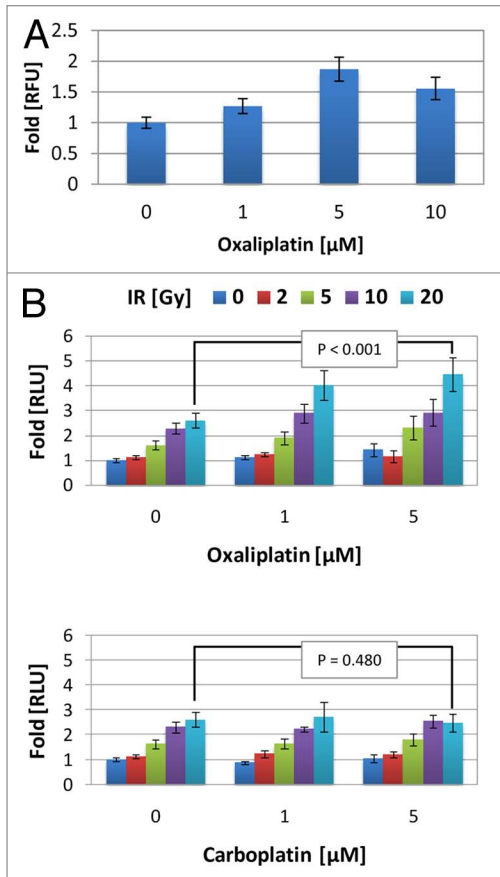 A
Fold [RFU]
2.5
2
1.5
1
0.5
0
0 1 5 10
Oxaliplatin [µM]
B
IR [Gy] 0 2 5 10 20
Fold [RLU]
6
5
4
3
2
1
0
P < 0.001
0 1 5
Oxaliplatin [µM]
Fold [RLU]
6
5
4
3
2
1
0
P = 0.480
0 1 5
Carboplatin [µM]